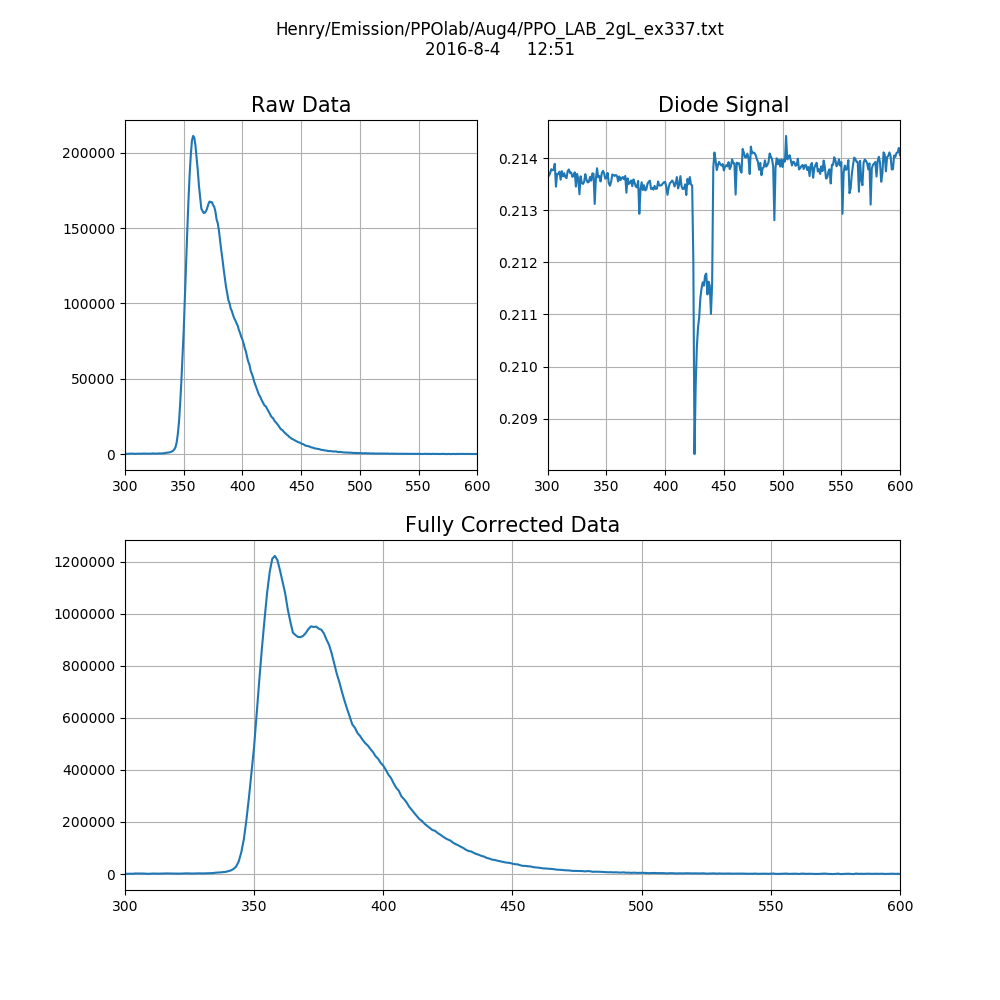 Henry/Emission/PPOlab/Aug4/PPO_LAB_2gL_ex337.txt
2016-8-4 12:51
Raw Data
200000
150000
100000
50000
0
300 350 400 450 500 550 600
Diode Signal
0.214
0.213
0.212
0.211
0.210
0.209
300 350 400 450 500 550 600
Fully Corrected Data
1200000
1000000
800000
600000
400000
200000
0
300 350 400 450 500 550 600